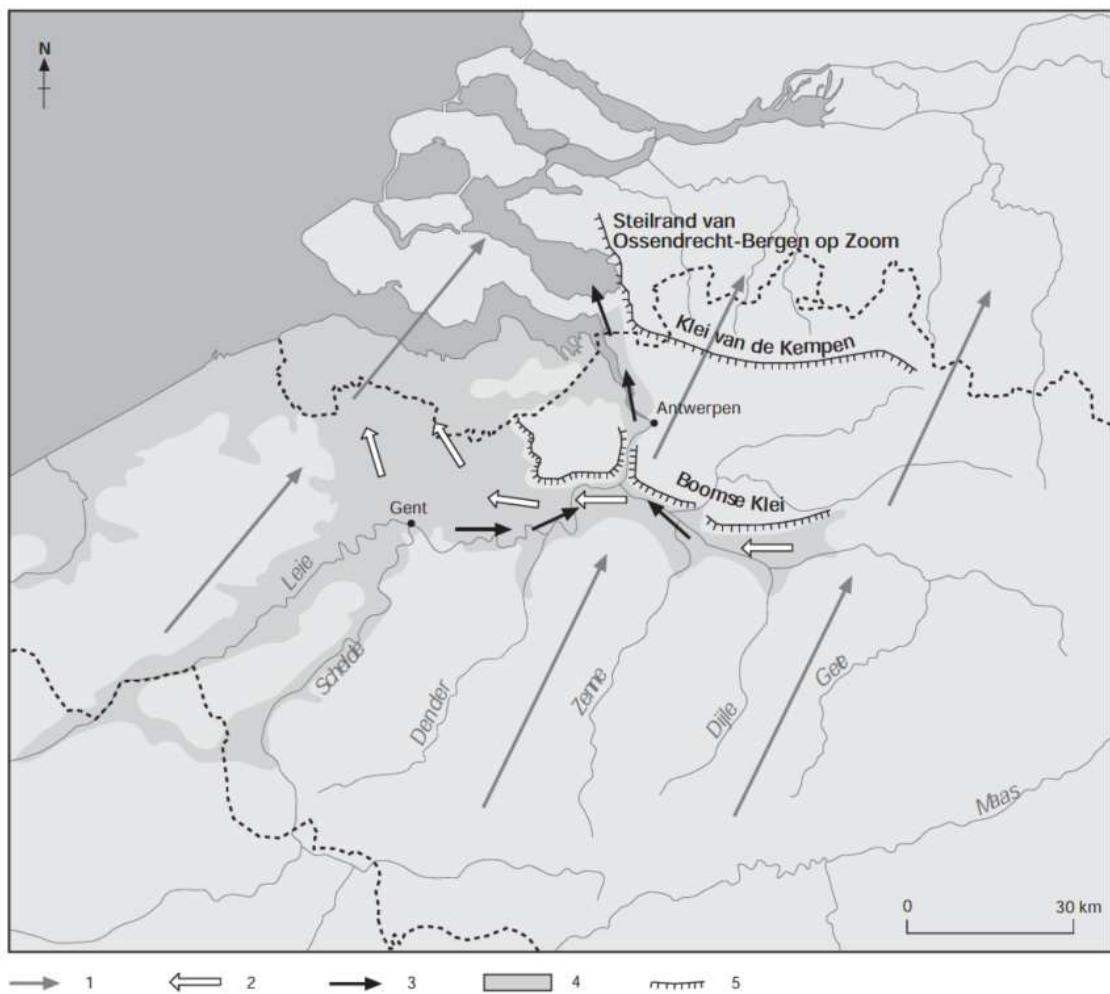 N
Steilrand van
Ossendrecht-Bergen op Zoom
Klei van de Kempen
Antwerpen
Boomse Klei
Gent
Leie
Schelde
Dender
Zenne
Dijle
Gete
Maas
0 30 km
1 2 3 4 5